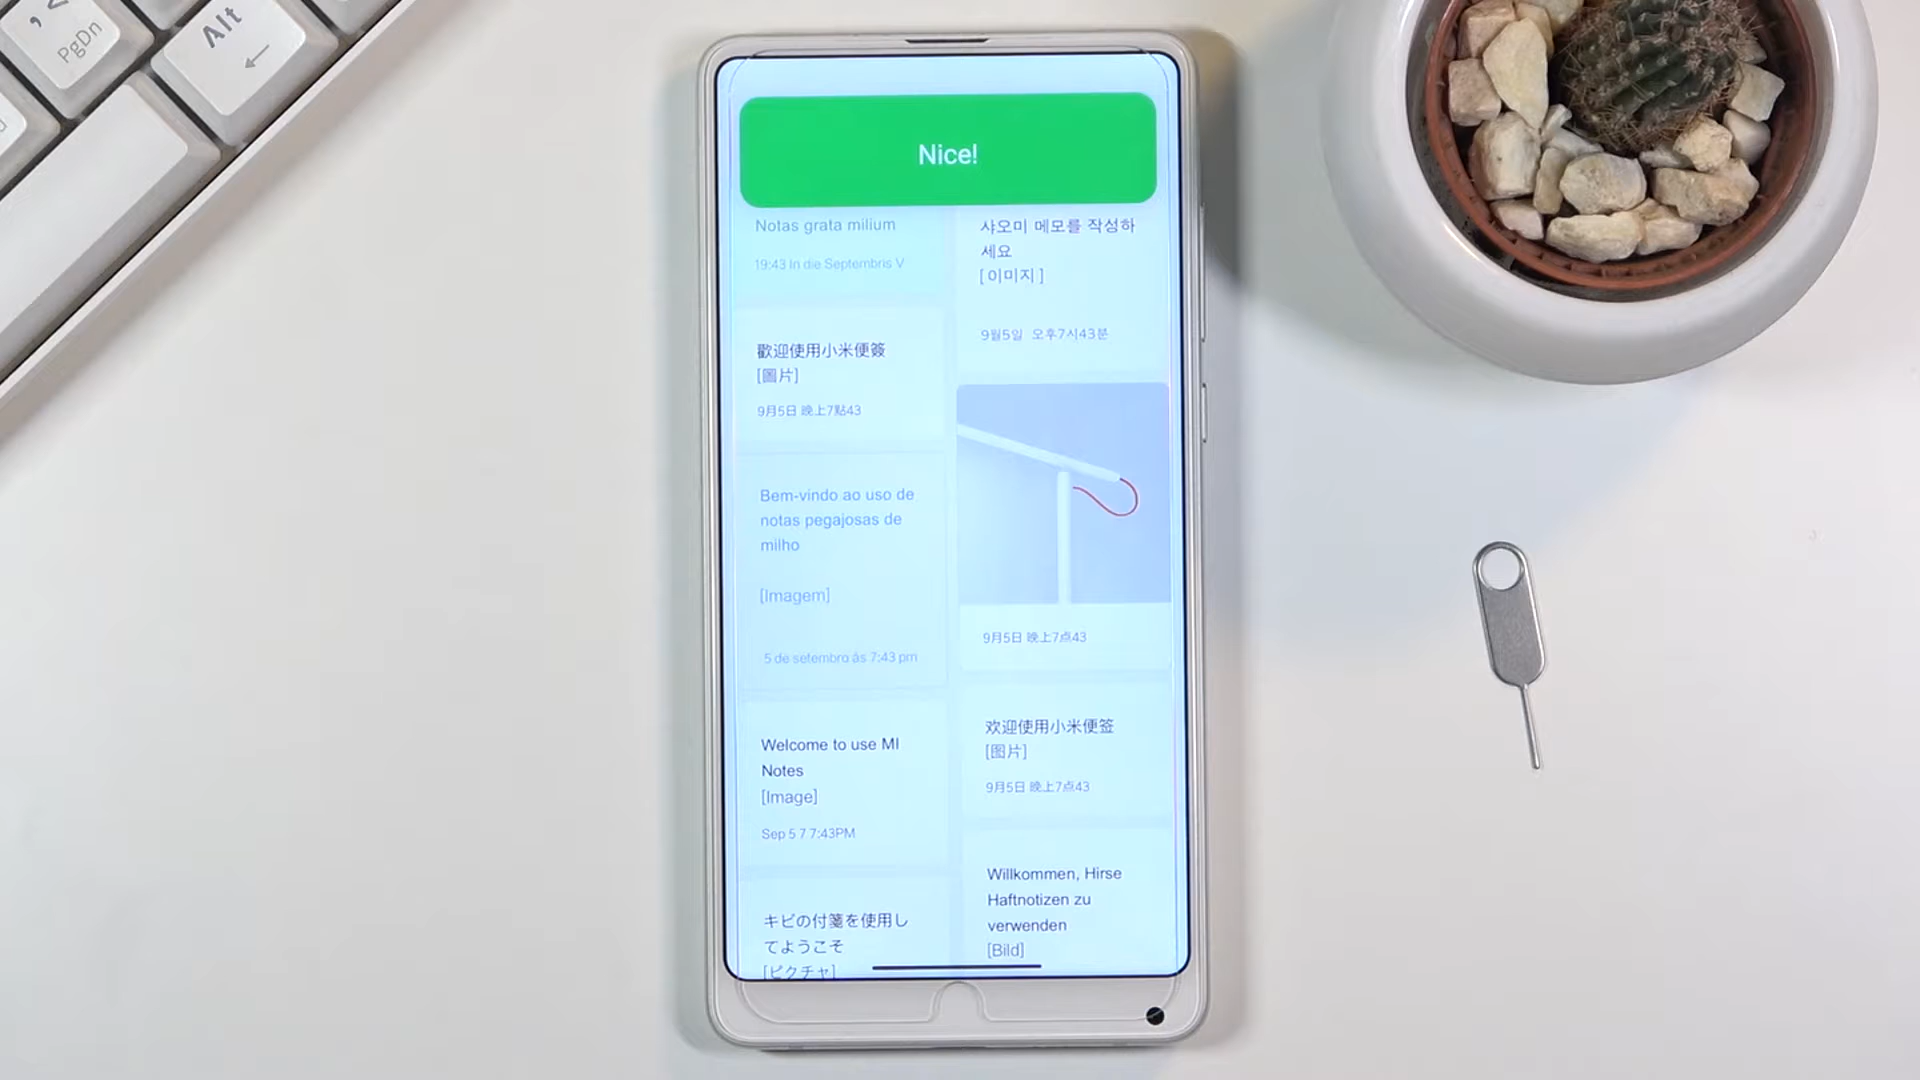 PgDn
Alt
Nice!
Notas grata milium
19:43 In die Septembris V
歡迎使用小米便簽
[圖片]
9月5日 晚上7點43
Bem-vindo ao uso de
notas pegajosas de
milho
[Imagem]
5 de setembro ás 7:43 pm
Welcome to use MI
Notes
[Image]
Sep 5 7 7:43PM
キビの付箋を使用し
てようこそ
[ピクチャ]
샤오미 메모를 작성하
세요
[ 이미지 ]
9월5일 오후7시43분
9月5日 晚上7点43
欢迎使用小米便签
[图片]
9月5日 晚上7点43
Willkommen, Hirse
Haftnotizen zu
verwenden
[Bild]